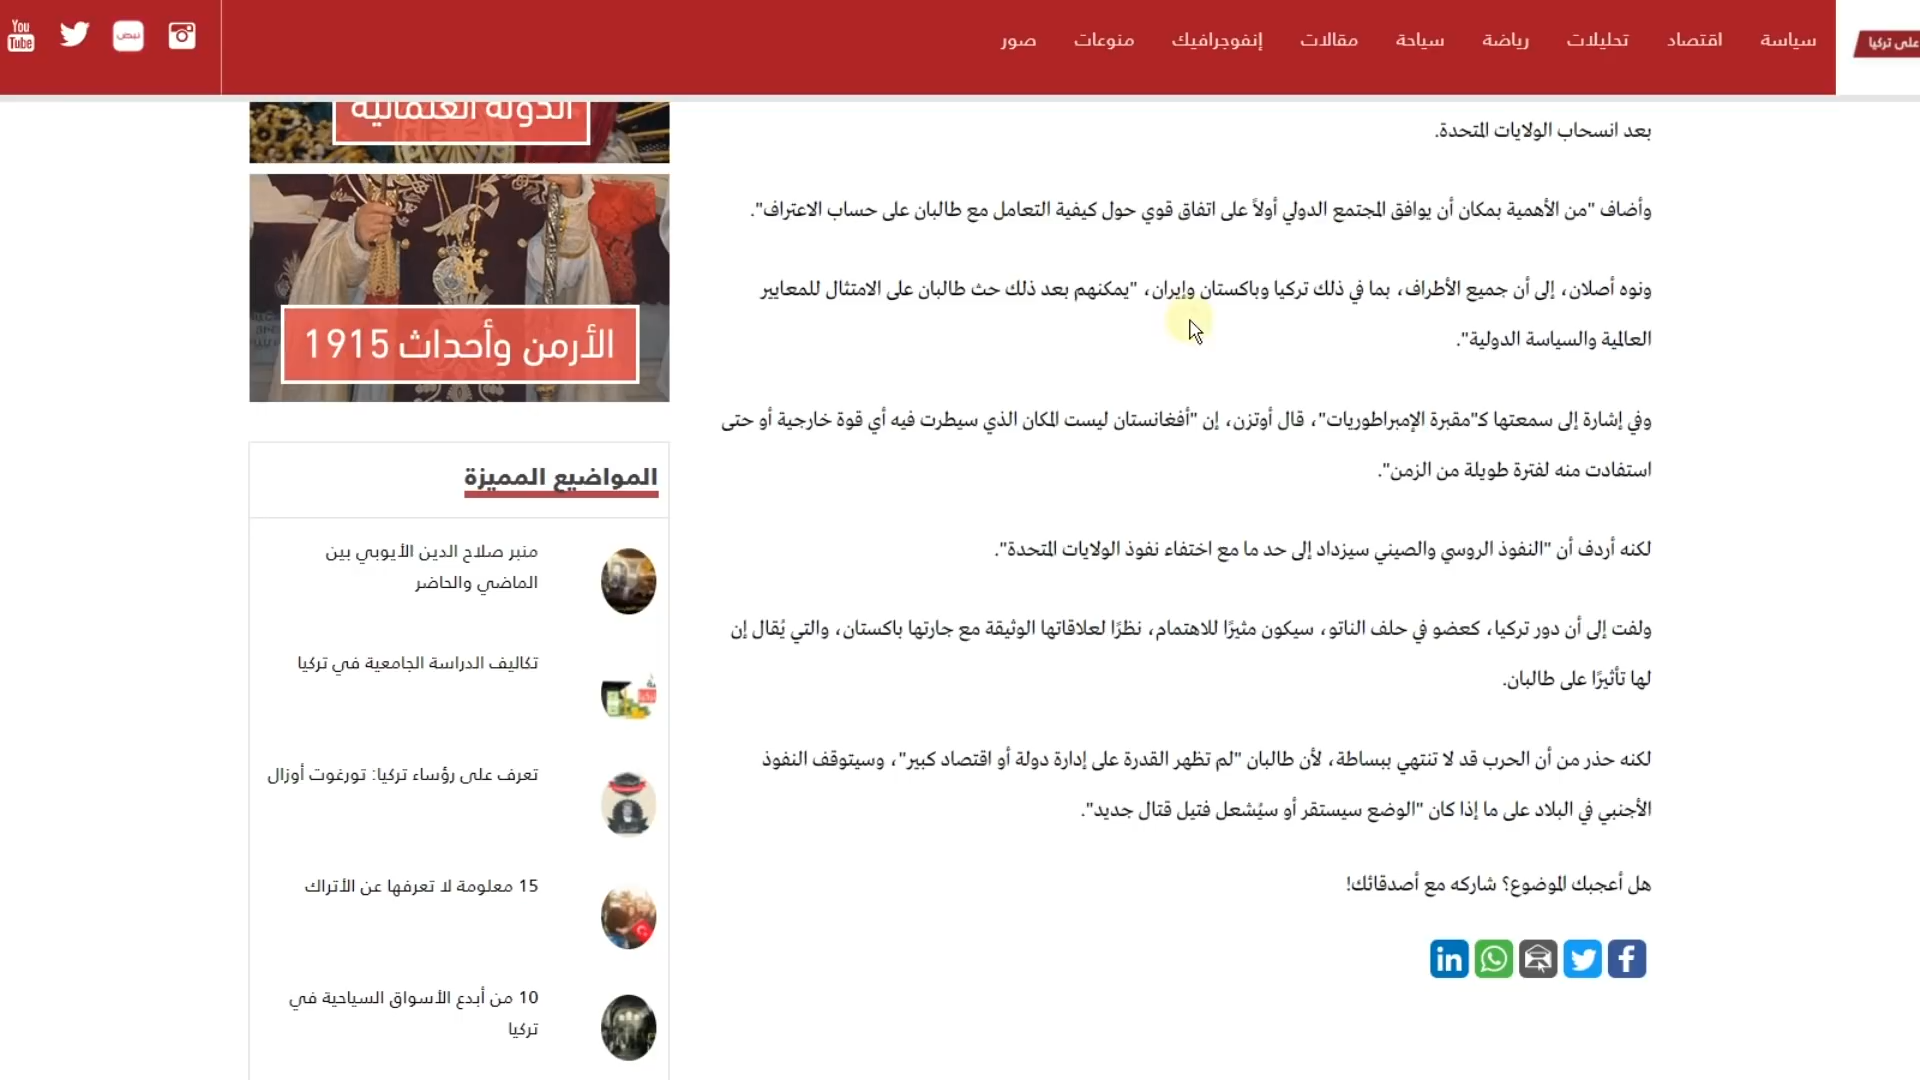 على تركيا
سياسة
اقتصاد
تحليلات
رياضة
سياحة
مقالات
إنفوجرافيك
منوعات
صور
نبض
You
Tube
بعد انسحاب الولايات المتحدة.
وأضاف "من الأهمية بمكان أن يوافق المجتمع الدولي أولاً على اتفاق قوي حول كيفية التعامل مع طالبان على حساب الاعتراف".
ونوه أصلان، إلى أن جميع الأطراف، بما في ذلك تركيا وباكستان وإيران، "يمكنهم بعد ذلك حث طالبان على الامتثال للمعايير
العالمية والسياسة الدولية".
وفي إشارة إلى سمعتها كـ"مقبرة الإمبراطوريات"، قال أوتزن، إن "أفغانستان ليست المكان الذي سيطرت فيه أي قوة خارجية أو حتى
استفادت منه لفترة طويلة من الزمن".
لكنه أردف أن "النفوذ الروسي والصيني سيزداد إلى حد ما مع اختفاء نفوذ الولايات المتحدة".
ولفت إلى أن دور تركيا، كعضو في حلف الناتو، سيكون مثيرًا للاهتمام، نظرًا لعلاقاتها الوثيقة مع جارتها باكستان، والتي يُقال إن
لها تأثيرًا على طالبان.
لكنه حذر من أن الحرب قد لا تنتهي ببساطة، لأن طالبان "لم تظهر القدرة على إدارة دولة أو اقتصاد كبير"، وسيتوقف النفوذ
الأجنبي في البلاد على ما إذا كان "الوضع سيستقر أو سيُشعل فتيل قتال جديد".
هل أعجبك الموضوع؟ شاركه مع أصدقائك!
الدولة العثمانية
الأرمن وأحداث 1915
المواضيع المميزة
منبر صلاح الدين الأيوبي بين
الماضي والحاضر
تكاليف الدراسة الجامعية في تركيا
تعرف على رؤساء تركيا: تورغوت أوزال
15 معلومة لا تعرفها عن الأتراك
10 من أبدع الأسواق السياحية في
تركيا